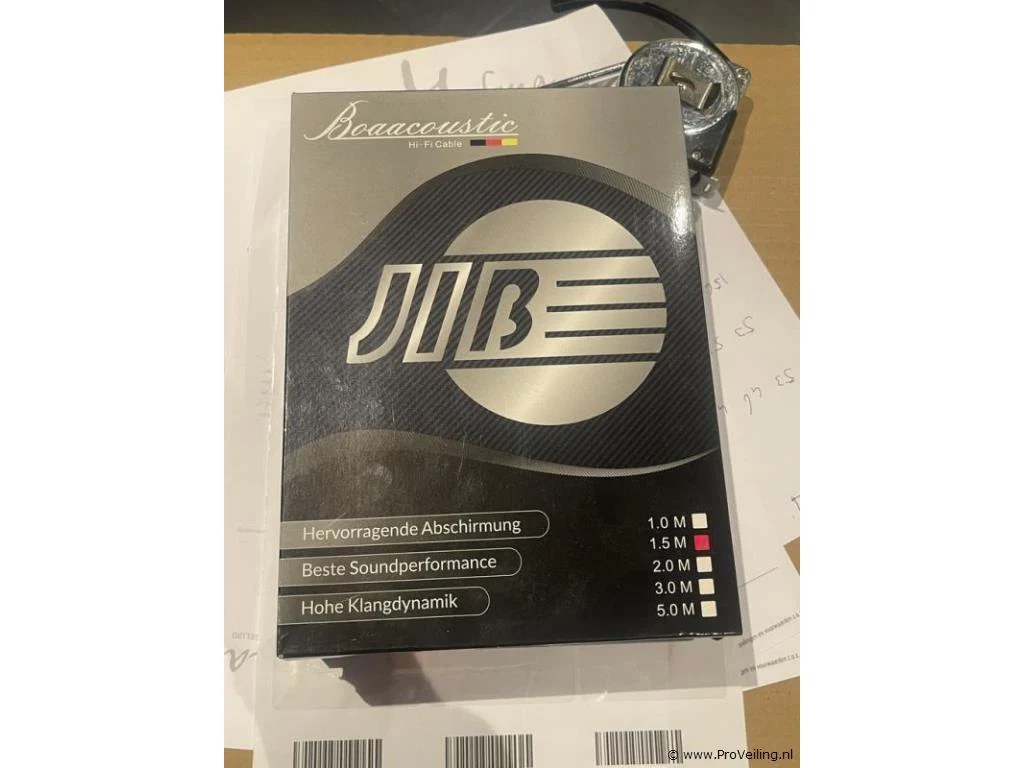 Boaacoustic
Hi-Fi Cable
JIB
Hervorragende Abschirmung
Beste Soundperformance
Hohe Klangdynamik
1.0 M
1.5 M
2.0 M
3.0 M
5.0 M
© www.ProVeiling.nl